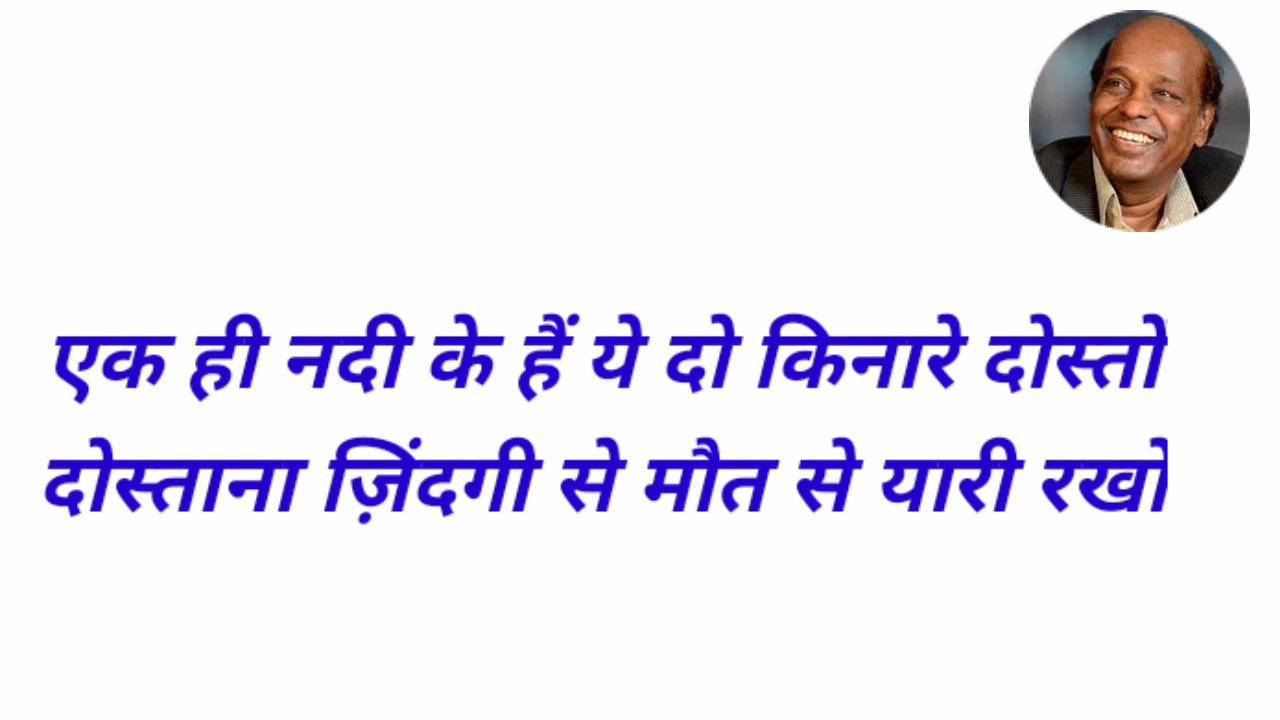 एक ही नदी के हैं ये दो किनारे दोस्तो
दोस्ताना ज़िंदगी से मौत से यारी रखो